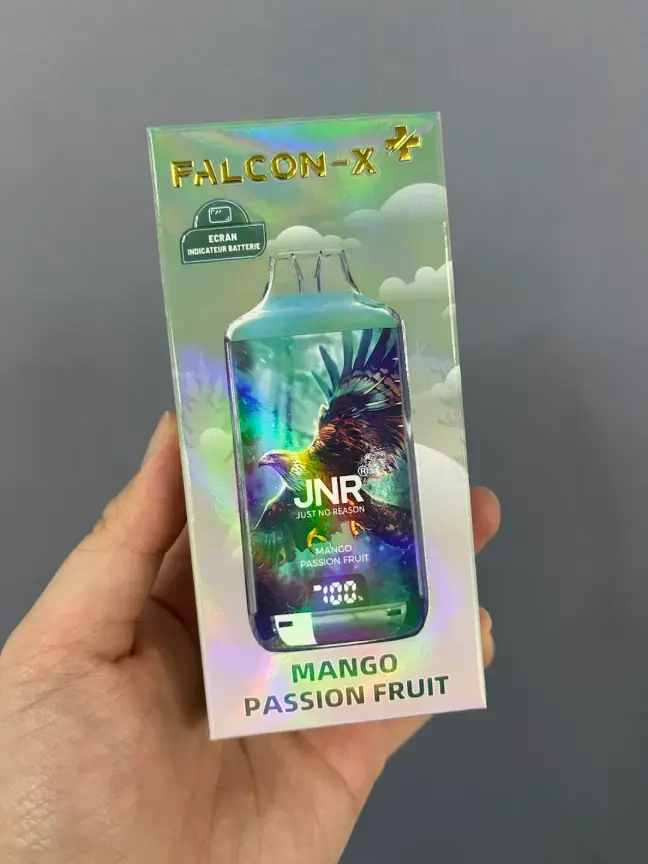 FALCON-X+
ECRAN
INDICATEUR BATTERIE
JNR®
JUST NO REASON
MANGO
PASSION FRUIT
100%
MANGO
PASSION FRUIT